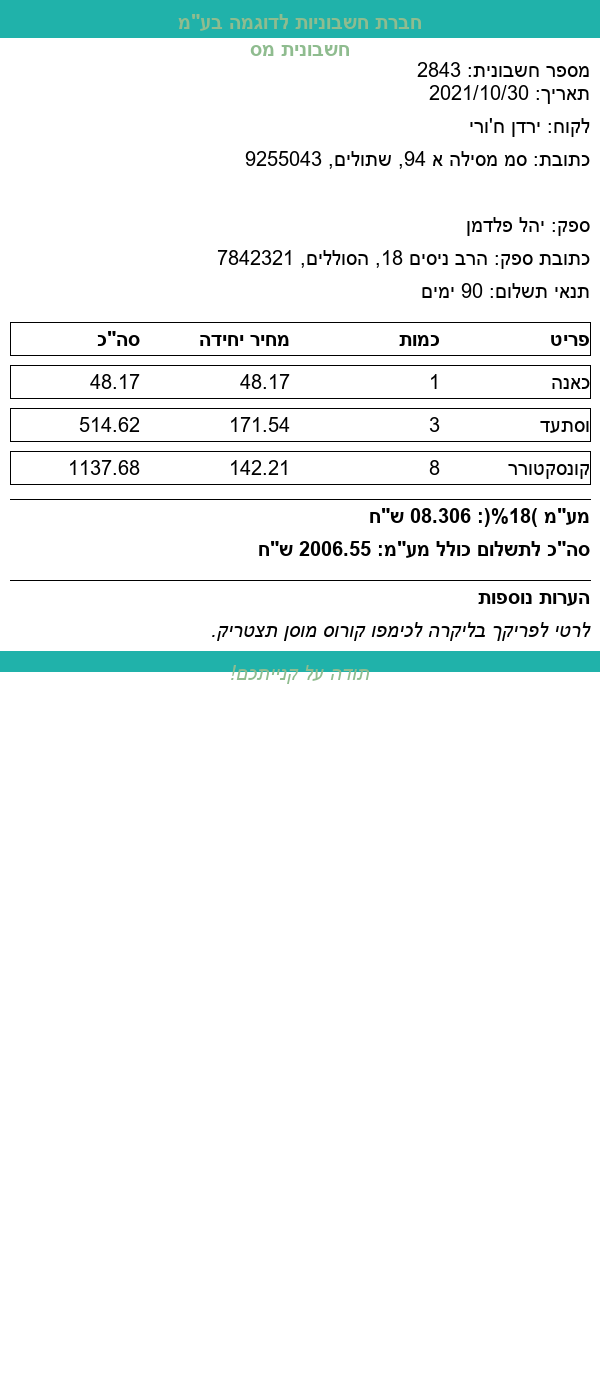 חברת חשבוניות לדוגמה בע"מ
חשבונית מס
מספר חשבונית: 2843
תאריך: 2021/10/30
לקוח: ירדן ח'ורי
כתובת: סמ מסילה א 94, שתולים, 9255043
ספק: יהל פלדמן
כתובת ספק: הרב ניסים 18, הסוללים, 7842321
תנאי תשלום: 90 ימים
פריט כמות מחיר יחידה סה"כ
כאנה 1 48.17 48.17
וסתעד 3 171.54 514.62
קונסקטורר 8 142.21 1137.68
מע"מ )18%(: 08.306 ש"ח
סה"כ לתשלום כולל מע"מ: 2006.55 ש"ח
הערות נוספות
לרטי לפריקך בליקרה לכימפו קורוס מוסן תצטריק.
תודה על קנייתכם!